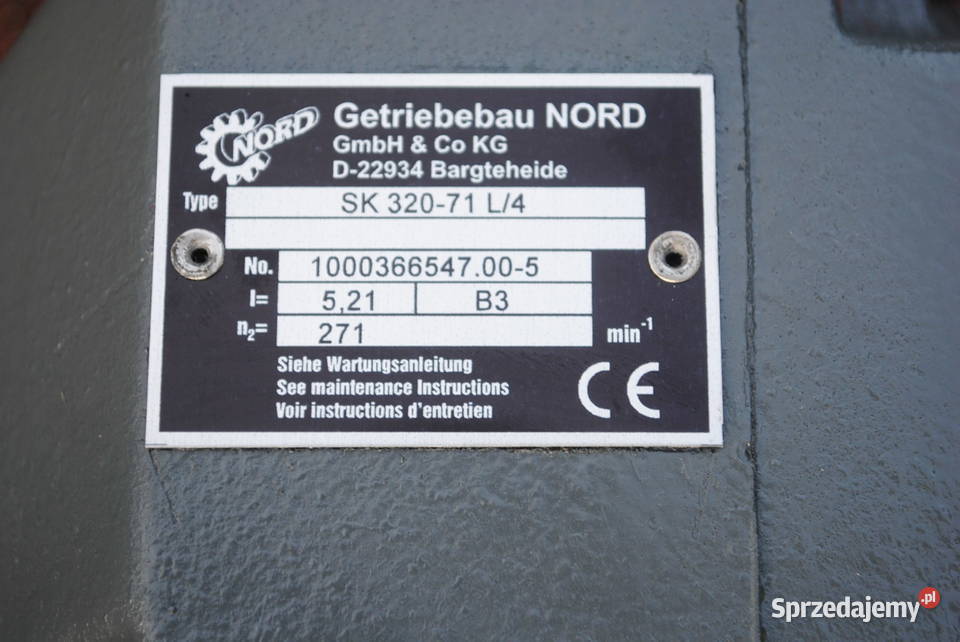 NORD
Getriebebau NORD
GmbH & Co KG
D-22934 Bargteheide
Type SK 320-71 L/4
No. 1000366547.00-5
I= 5,21 B3
n2= 271 min-1
Siehe Wartungsanleitung
See maintenance Instructions
Voir instructions d'entretien
CE
Sprzedajemy.pl